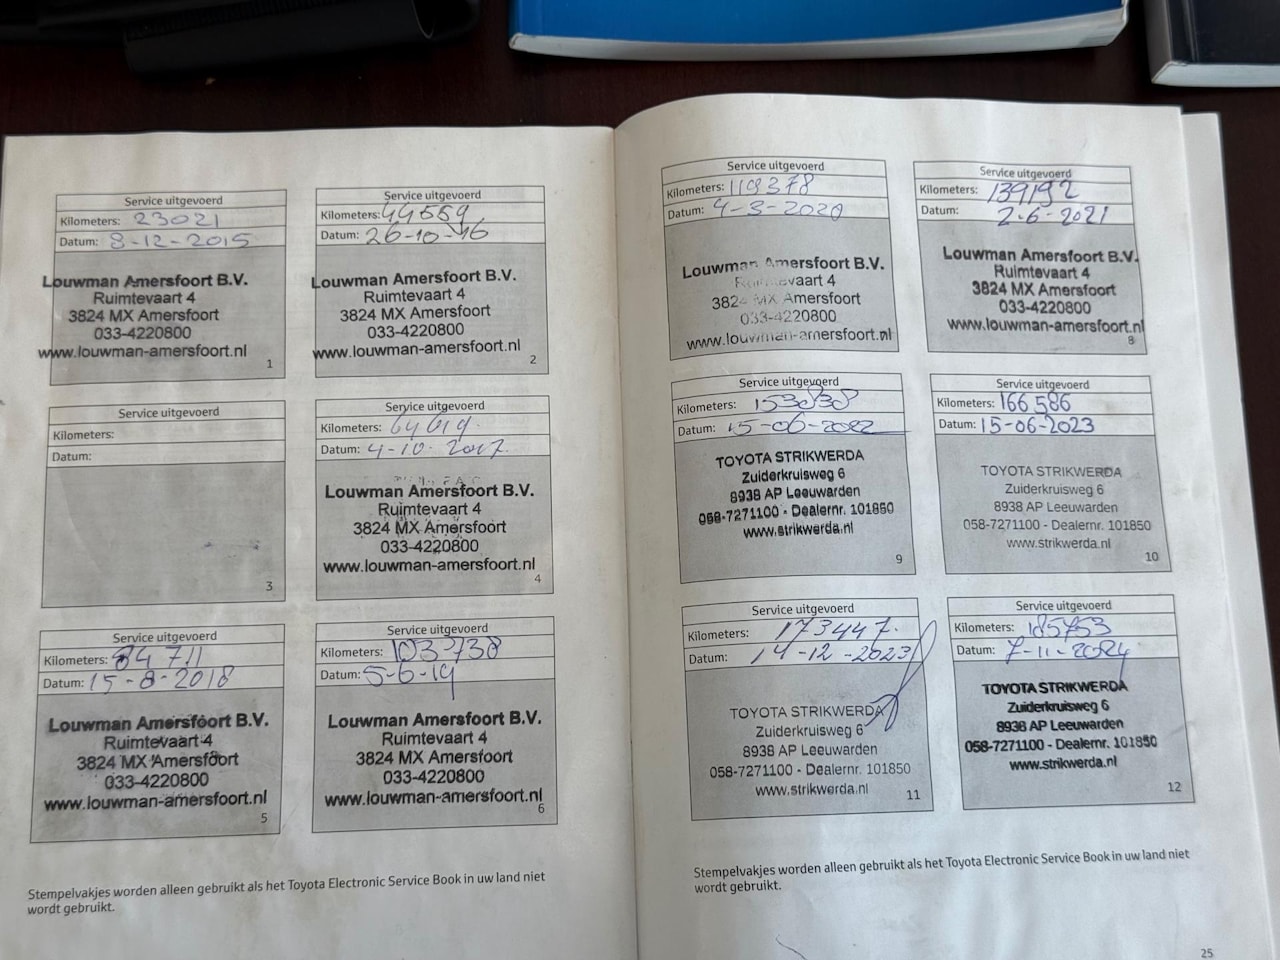 Service uitgevoerd
Kilometers: 23021
Datum: 8-12-2015
Louwman Amersfoort B.V.
Ruimtevaart 4
3824 MX Amersfoort
033-4220800
www.louwman-amersfoort.nl
1
Service uitgevoerd
Kilometers: 44559
Datum: 26-10-16
Louwman Amersfoort B.V.
Ruimtevaart 4
3824 MX Amersfoort
033-4220800
www.louwman-amersfoort.nl
2
Service uitgevoerd
Kilometers:
Datum:
3
Service uitgevoerd
Kilometers: 64619.
Datum: 4-10-2017.
Louwman Amersfoort B.V.
Ruimtevaart 4
3824 MX Amersfoort
033-4220800
www.louwman-amersfoort.nl
4
Service uitgevoerd
Kilometers: 84711
Datum: 15-8-2018
Louwman Amersfoort B.V.
Ruimtevaart 4
3824 MX Amersfoort
033-4220800
www.louwman-amersfoort.nl
5
Service uitgevoerd
Kilometers: 103738
Datum: 5-6-19
Louwman Amersfoort B.V.
Ruimtevaart 4
3824 MX Amersfoort
033-4220800
www.louwman-amersfoort.nl
6
Stempelvakjes worden alleen gebruikt als het Toyota Electronic Service Book in uw land niet
wordt gebruikt.
Service uitgevoerd
Kilometers: 119378
Datum: 4-3-2020
Louwman Amersfoort B.V.
Ruimtevaart 4
3824 MX Amersfoort
033-4220800
www.louwman-amersfoort.nl
Service uitgevoerd
Kilometers: 139192
Datum: 2-6-2021
Louwman Amersfoort B.V.
Ruimtevaart 4
3824 MX Amersfoort
033-4220800
www.louwman-amersfoort.nl
8
Service uitgevoerd
Kilometers: 153838
Datum: 15-06-2022
TOYOTA STRIKWERDA
Zuiderkruisweg 6
8938 AP Leeuwarden
058-7271100 - Dealernr. 101850
www.strikwerda.nl
9
Service uitgevoerd
Kilometers: 166586
Datum: 15-06-2023
TOYOTA STRIKWERDA
Zuiderkruisweg 6
8938 AP Leeuwarden
058-7271100 - Dealernr. 101850
www.strikwerda.nl
10
Service uitgevoerd
Kilometers: 173447.
Datum: 14-12-2023
TOYOTA STRIKWERDA
Zuiderkruisweg 6
8938 AP Leeuwarden
058-7271100 - Dealernr. 101850
www.strikwerda.nl
11
Service uitgevoerd
Kilometers: 185753
Datum: 7-11-2024
TOYOTA STRIKWERDA
Zuiderkruisweg 6
8938 AP Leeuwarden
058-7271100 - Dealernr. 101850
www.strikwerda.nl
12
Stempelvakjes worden alleen gebruikt als het Toyota Electronic Service Book in uw land niet
wordt gebruikt.
25